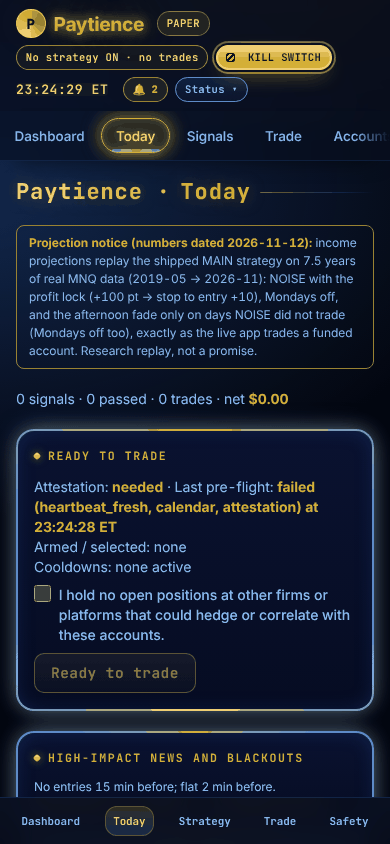 P Paytience PAPER
No strategy ON · no trades KILL SWITCH
23:24:29 ET 🔔 2 Status ▾
Dashboard Today Signals Trade Account
Paytience · Today
Projection notice (numbers dated 2026-11-12): income
projections replay the shipped MAIN strategy on 7.5 years
of real MNQ data (2019-05 → 2026-11): NOISE with the
profit lock (+100 pt → stop to entry +10), Mondays off,
and the afternoon fade only on days NOISE did not trade
(Mondays off too), exactly as the live app trades a funded
account. Research replay, not a promise.
0 signals · 0 passed · 0 trades · net $0.00
READY TO TRADE
Attestation: needed · Last pre-flight: failed
(heartbeat_fresh, calendar, attestation) at
23:24:28 ET
Armed / selected: none
Cooldowns: none active
I hold no open positions at other firms or
platforms that could hedge or correlate with
these accounts.
Ready to trade
HIGH-IMPACT NEWS AND BLACKOUTS
No entries 15 min before; flat 2 min before.
Dashboard Today Strategy Trade Safety